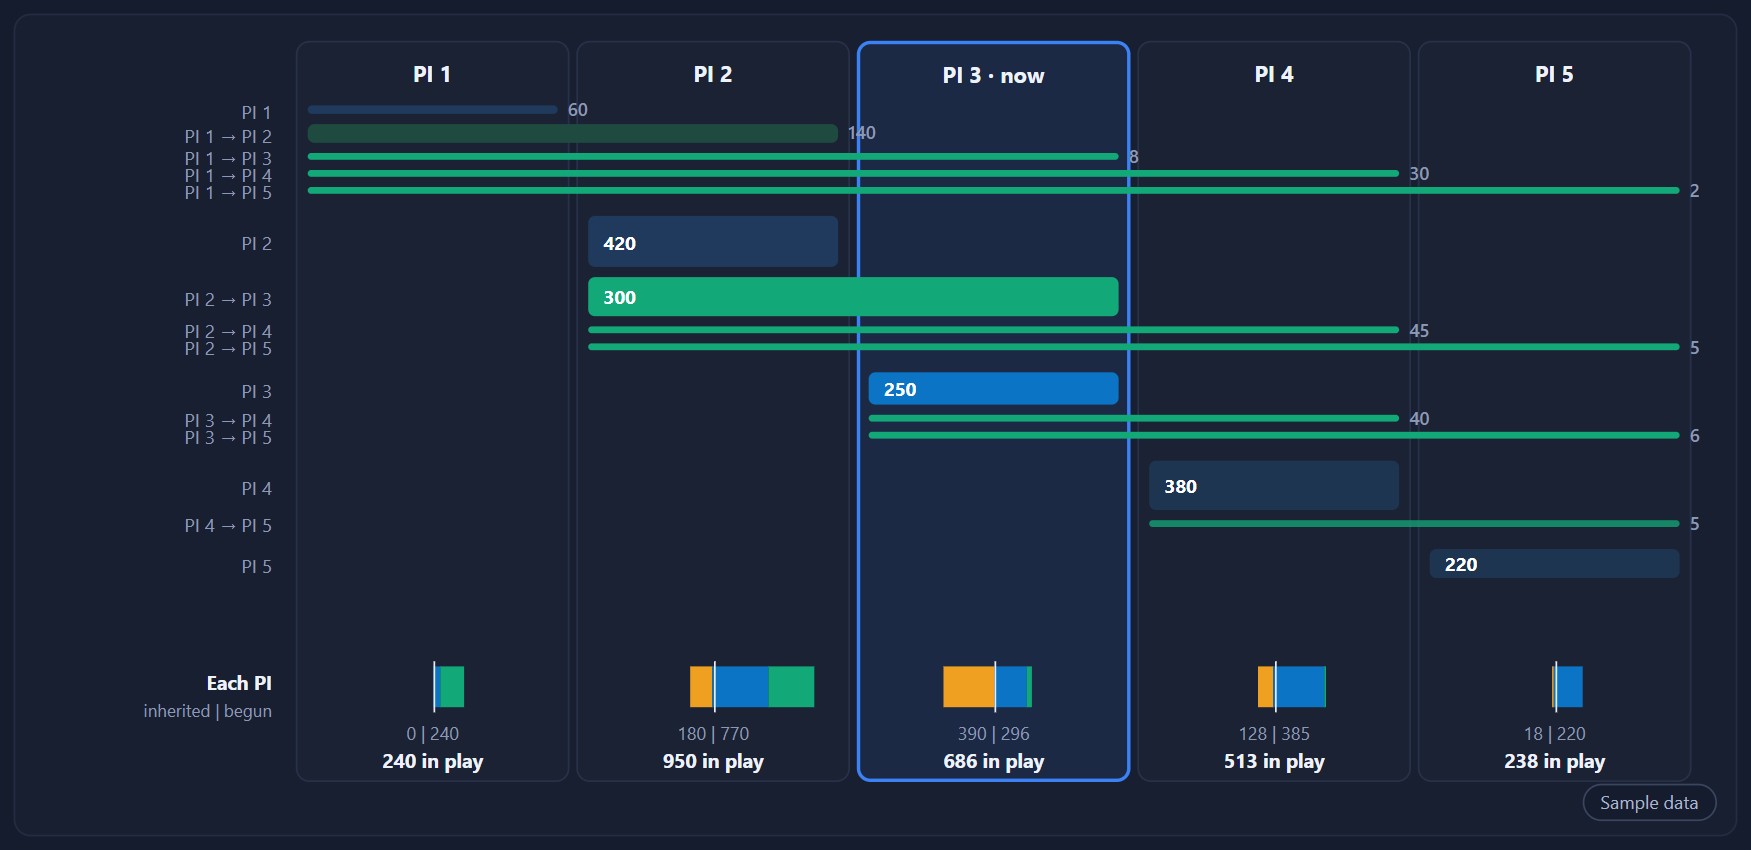 PI 1
PI 2
PI 3 · now
PI 4
PI 5
PI 1
60
PI 1 → PI 2
140
PI 1 → PI 3
8
PI 1 → PI 4
30
PI 1 → PI 5
2
PI 2
420
PI 2 → PI 3
300
PI 2 → PI 4
45
PI 2 → PI 5
5
PI 3
250
PI 3 → PI 4
40
PI 3 → PI 5
6
PI 4
380
PI 4 → PI 5
5
PI 5
220
Each PI
inherited | begun
0 | 240
180 | 770
390 | 296
128 | 385
18 | 220
240 in play
950 in play
686 in play
513 in play
238 in play
Sample data